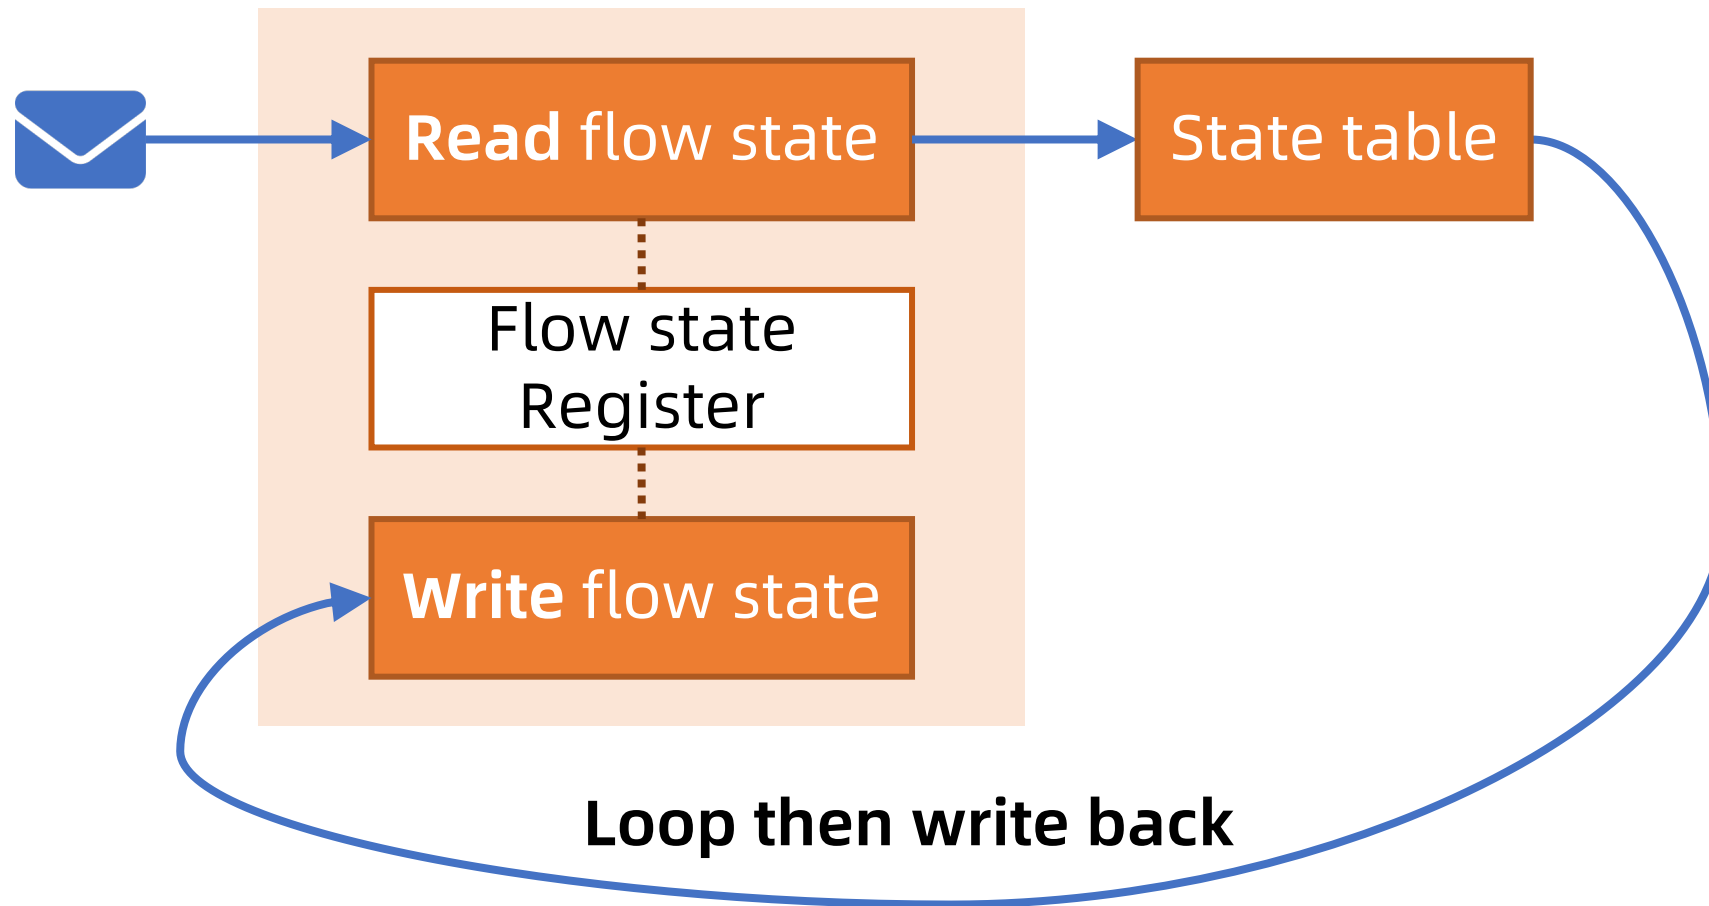 Read flow state
State table
Flow state
Register
Write flow state
Loop then write back